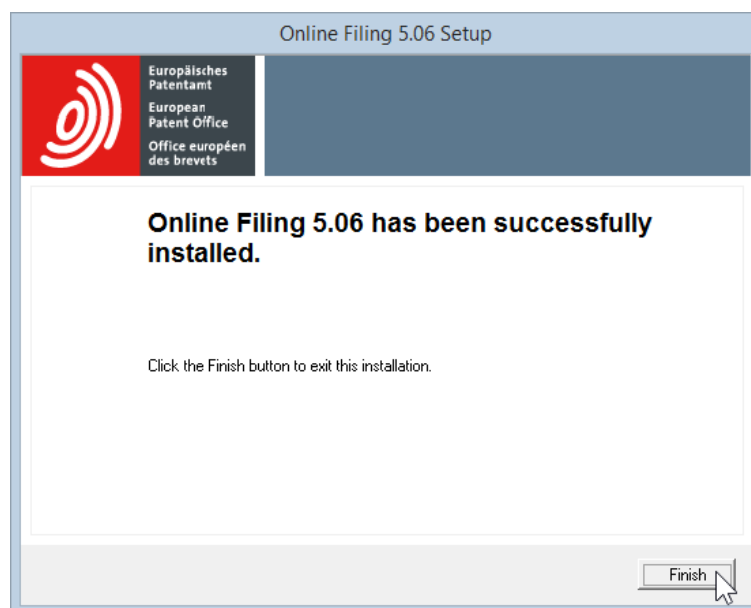 Online Filing 5.06 Setup
Europäisches
Patentamt
European
Patent Office
Office européen
des brevets
Online Filing 5.06 has been successfully
installed.
Click the Finish button to exit this installation.
Finish